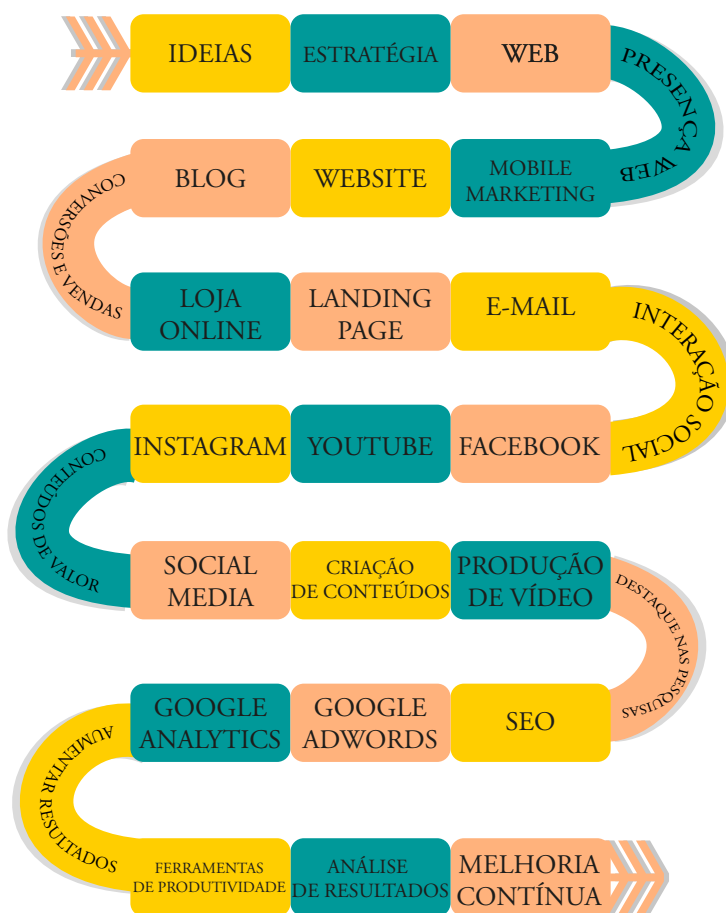 IDEIAS
ESTRATÉGIA
WEB
PRESENÇA WEB
MOBILE
MARKETING
WEBSITE
BLOG
CONVERSÕES E VENDAS
LOJA
ONLINE
LANDING
PAGE
E-MAIL
INTERAÇÃO SOCIAL
FACEBOOK
YOUTUBE
INSTAGRAM
CONTEÚDOS DE VALOR
SOCIAL
MEDIA
CRIAÇÃO
DE CONTEÚDOS
PRODUÇÃO
DE VÍDEO
DESTAQUE NAS PESQUISAS
SEO
GOOGLE
ADWORDS
GOOGLE
ANALYTICS
AUMENTAR RESULTADOS
FERRAMENTAS
DE PRODUTIVIDADE
ANÁLISE
DE RESULTADOS
MELHORIA
CONTÍNUA